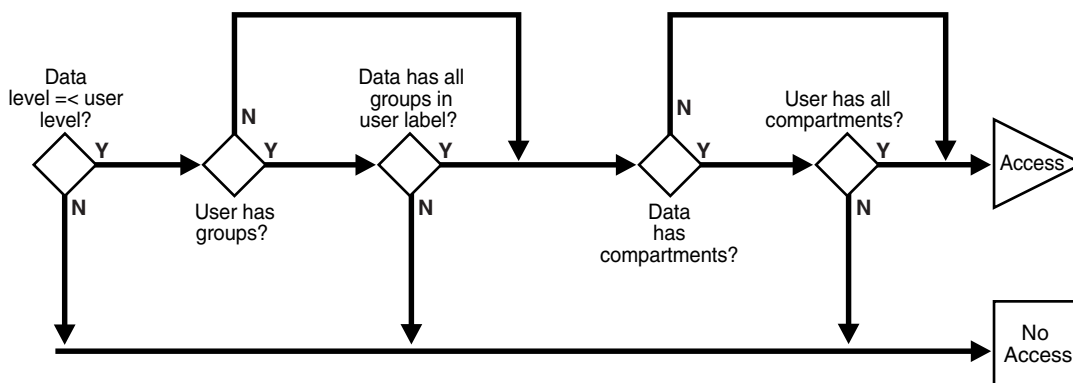 Data
level =< user
level?
Y
N
N
Y
User has
groups?
Data has all
groups in
user label?
Y
N
N
Y
Data
has
compartments?
User has all
compartments?
Y
N
Access
No
Access